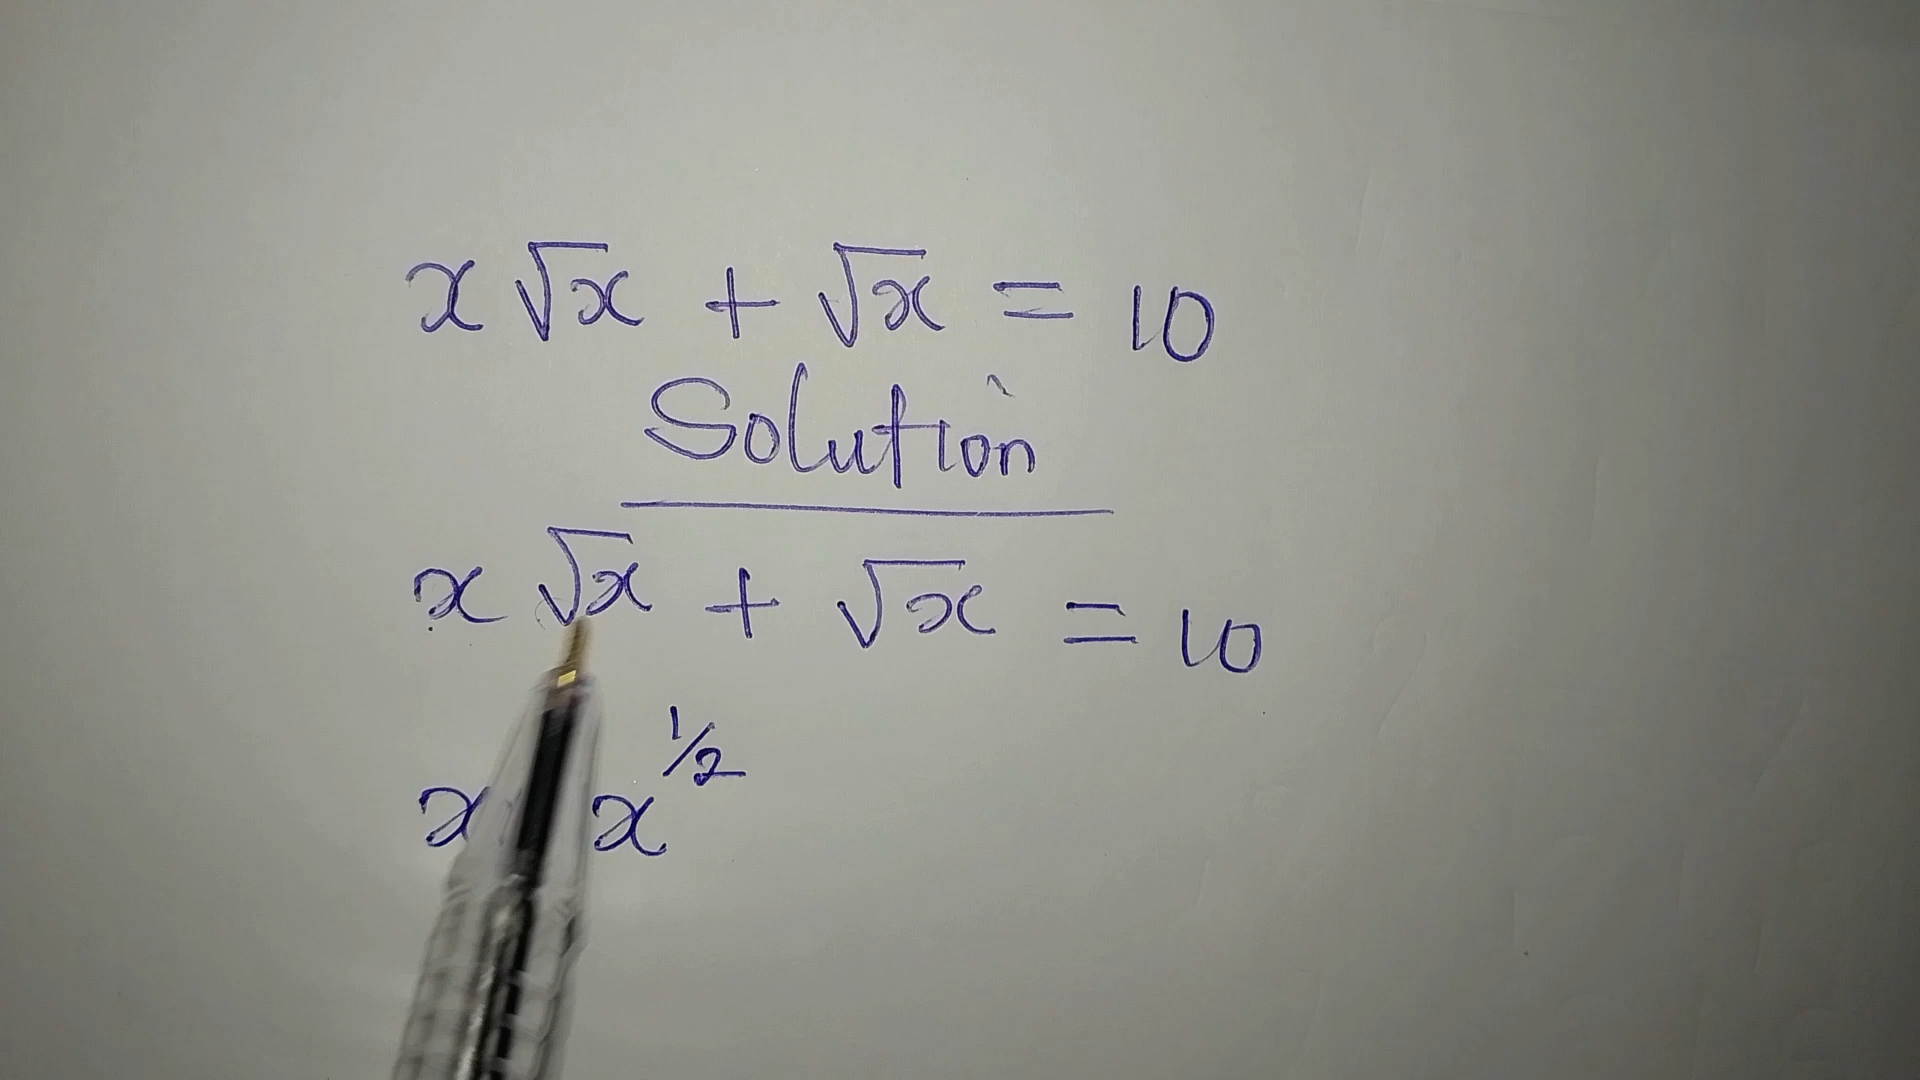 x √x + √x = 10
Solution
x √x + √x = 10
x x^1/2